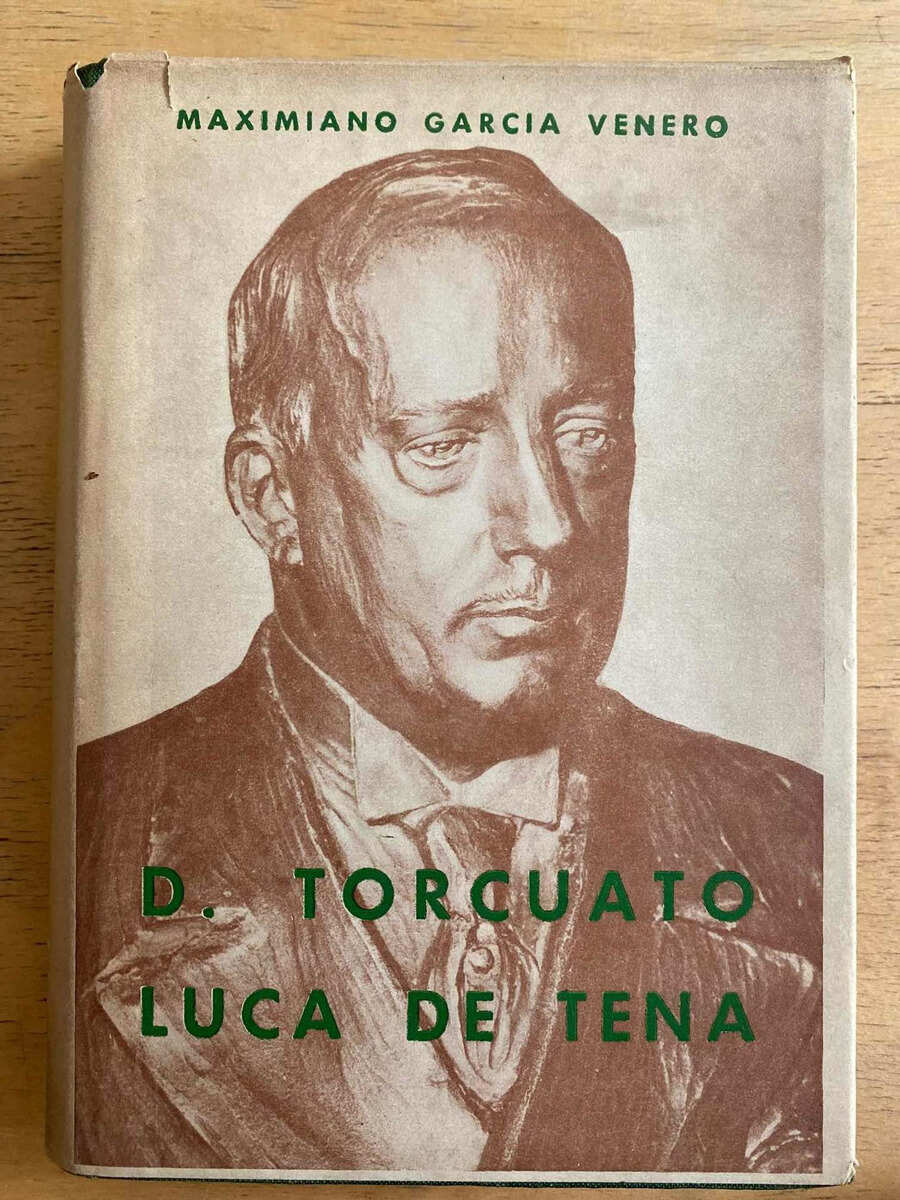 MAXIMIANO GARCIA VENERO
D. TORCUATO
LUCA DE TENA